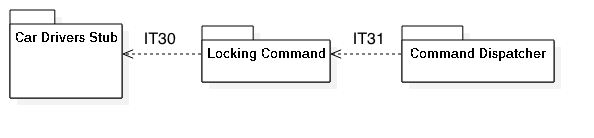 IT30
IT31
Car Drivers Stub
Locking Command
Command Dispatcher